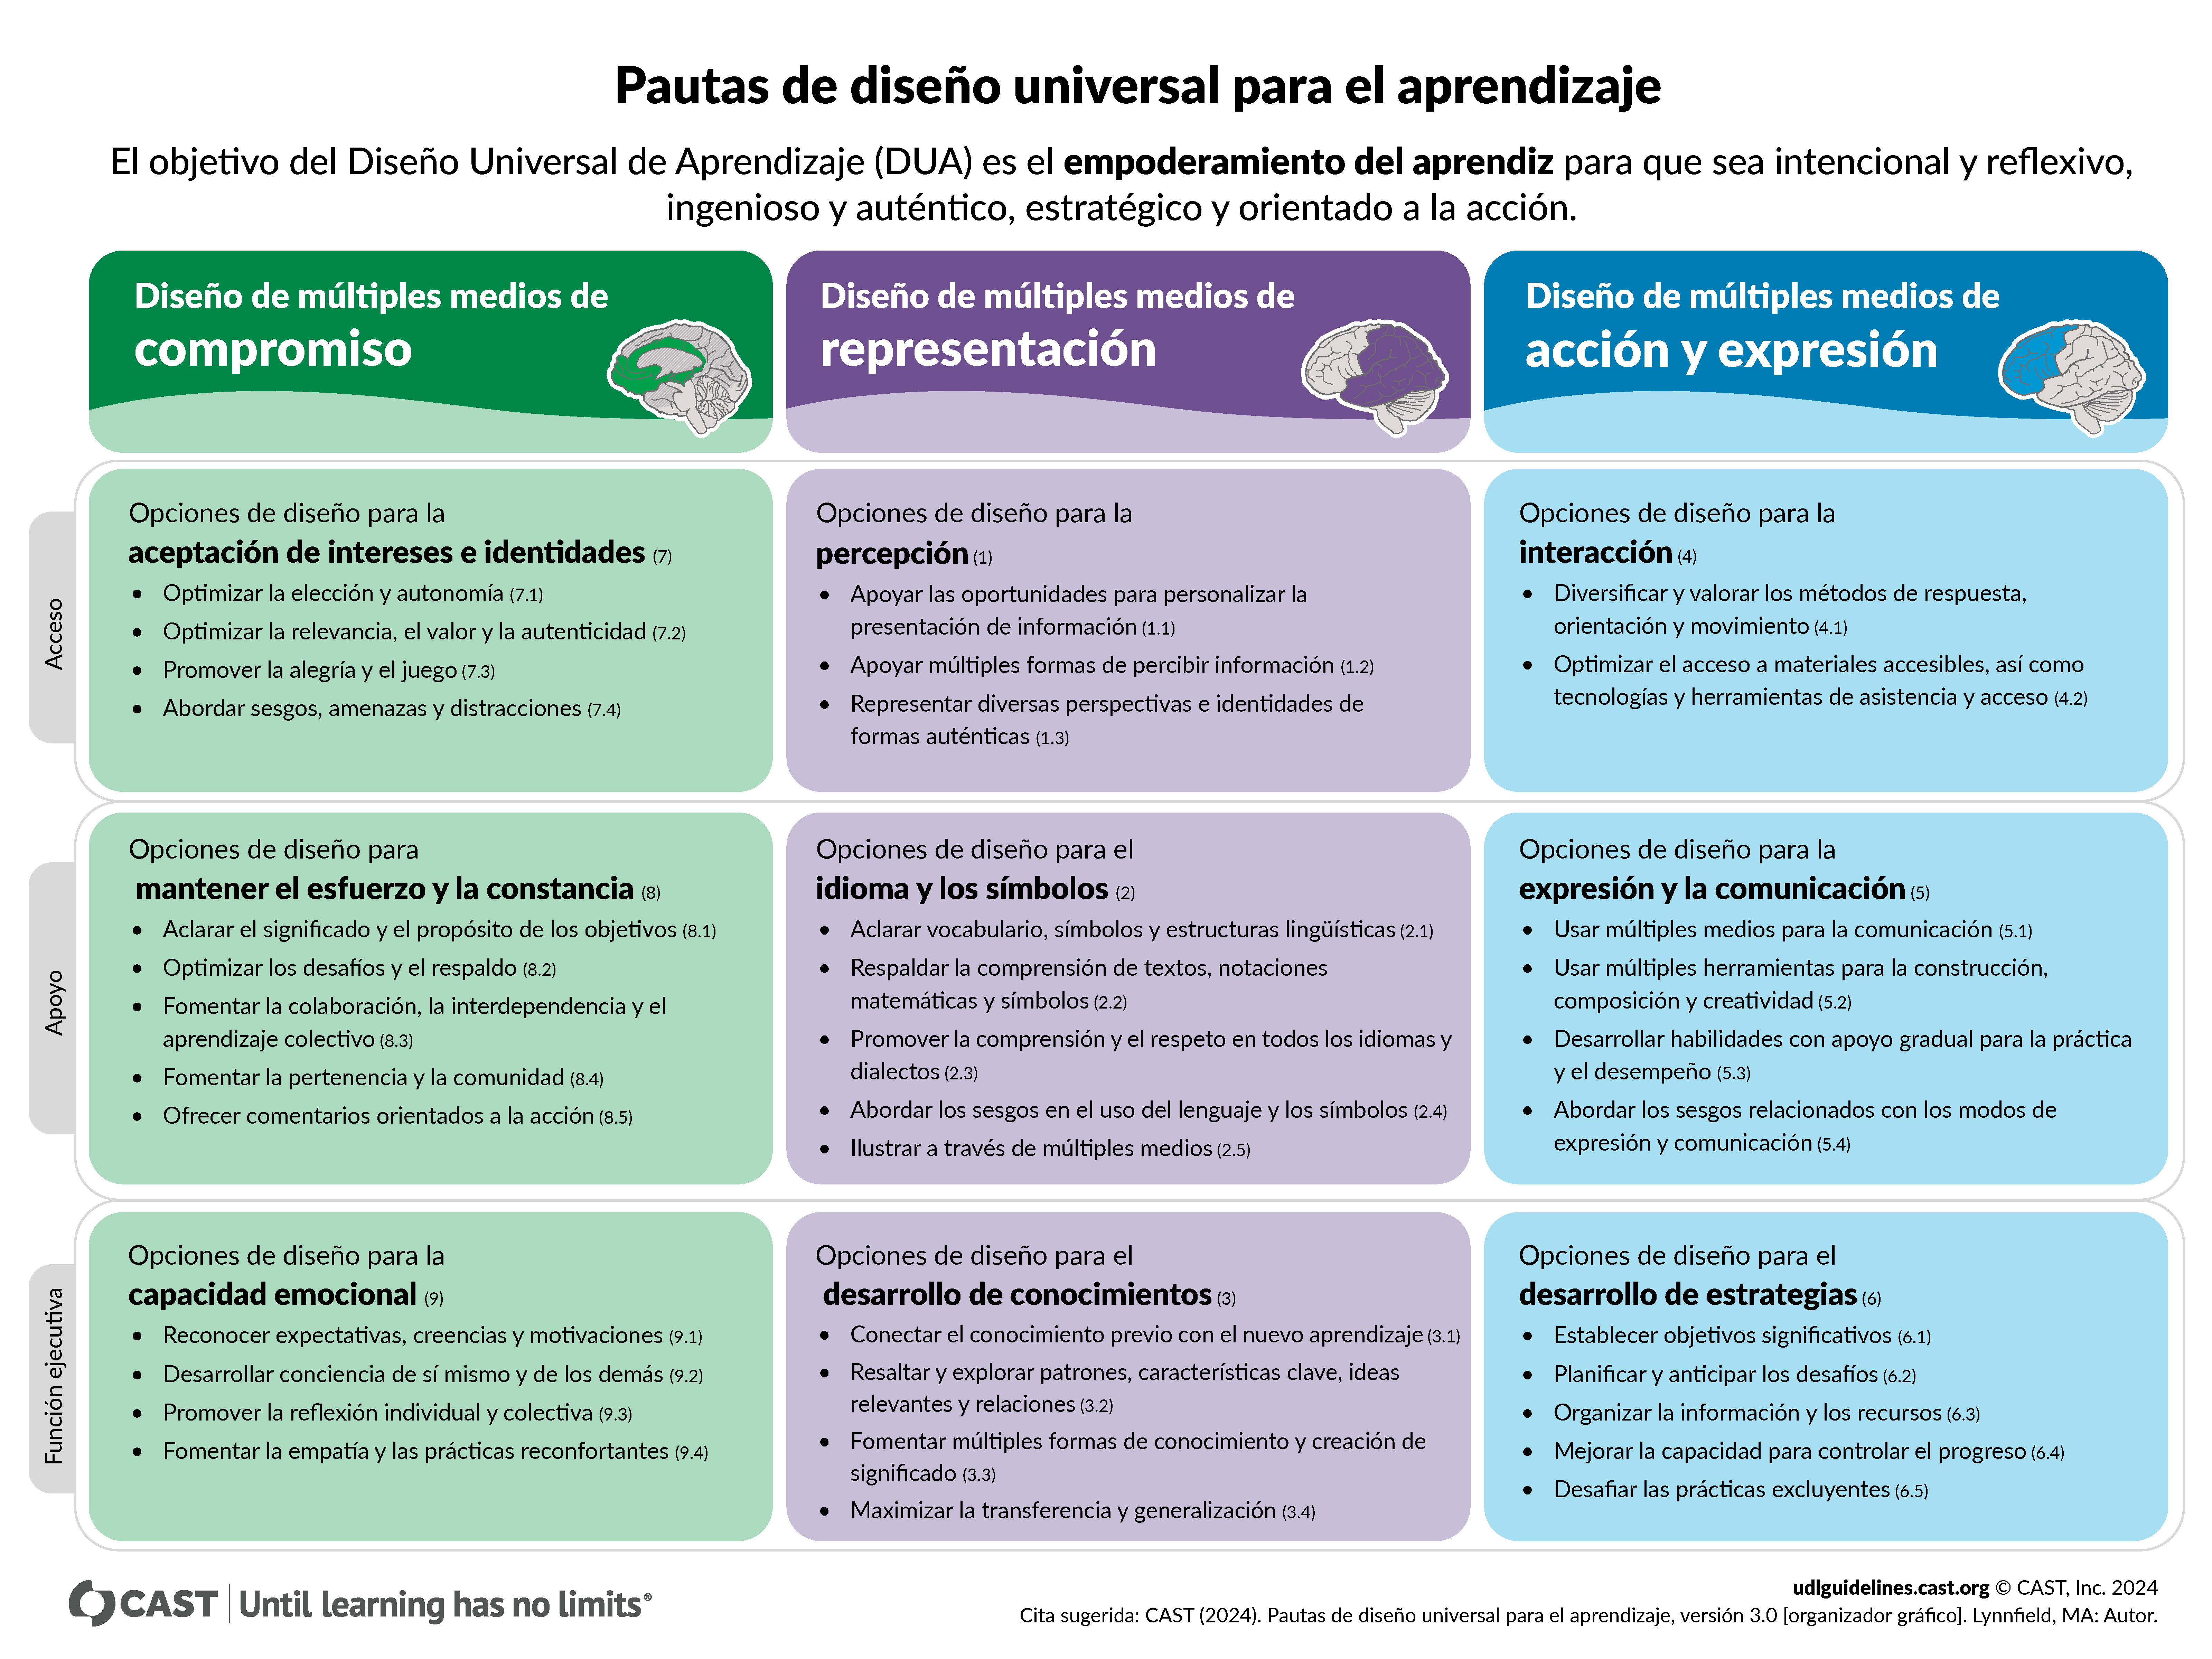 Pautas de diseño universal para el aprendizaje
El objetivo del Diseño Universal de Aprendizaje (DUA) es el empoderamiento del aprendiz para que sea intencional y reflexivo,
ingenioso y auténtico, estratégico y orientado a la acción.
Diseño de múltiples medios de
compromiso
Diseño de múltiples medios de
representación
Diseño de múltiples medios de
acción y expresión
Acceso
Opciones de diseño para la
aceptación de intereses e identidades (7)
• Optimizar la elección y autonomía (7.1)
• Optimizar la relevancia, el valor y la autenticidad (7.2)
• Promover la alegría y el juego (7.3)
• Abordar sesgos, amenazas y distracciones (7.4)
Opciones de diseño para la
percepción (1)
• Apoyar las oportunidades para personalizar la
presentación de información (1.1)
• Apoyar múltiples formas de percibir información (1.2)
• Representar diversas perspectivas e identidades de
formas auténticas (1.3)
Opciones de diseño para la
interacción (4)
• Diversificar y valorar los métodos de respuesta,
orientación y movimiento (4.1)
• Optimizar el acceso a materiales accesibles, así como
tecnologías y herramientas de asistencia y acceso (4.2)
Apoyo
Opciones de diseño para
mantener el esfuerzo y la constancia (8)
• Aclarar el significado y el propósito de los objetivos (8.1)
• Optimizar los desafíos y el respaldo (8.2)
• Fomentar la colaboración, la interdependencia y el
aprendizaje colectivo (8.3)
• Fomentar la pertenencia y la comunidad (8.4)
• Ofrecer comentarios orientados a la acción (8.5)
Opciones de diseño para el
idioma y los símbolos (2)
• Aclarar vocabulario, símbolos y estructuras lingüísticas (2.1)
• Respaldar la comprensión de textos, notaciones
matemáticas y símbolos (2.2)
• Promover la comprensión y el respeto en todos los idiomas y
dialectos (2.3)
• Abordar los sesgos en el uso del lenguaje y los símbolos (2.4)
• Ilustrar a través de múltiples medios (2.5)
Opciones de diseño para la
expresión y la comunicación (5)
• Usar múltiples medios para la comunicación (5.1)
• Usar múltiples herramientas para la construcción,
composición y creatividad (5.2)
• Desarrollar habilidades con apoyo gradual para la práctica
y el desempeño (5.3)
• Abordar los sesgos relacionados con los modos de
expresión y comunicación (5.4)
Función ejecutiva
Opciones de diseño para la
capacidad emocional (9)
• Reconocer expectativas, creencias y motivaciones (9.1)
• Desarrollar conciencia de sí mismo y de los demás (9.2)
• Promover la reflexión individual y colectiva (9.3)
• Fomentar la empatía y las prácticas reconfortantes (9.4)
Opciones de diseño para el
desarrollo de conocimientos (3)
• Conectar el conocimiento previo con el nuevo aprendizaje (3.1)
• Resaltar y explorar patrones, características clave, ideas
relevantes y relaciones (3.2)
• Fomentar múltiples formas de conocimiento y creación de
significado (3.3)
• Maximizar la transferencia y generalización (3.4)
Opciones de diseño para el
desarrollo de estrategias (6)
• Establecer objetivos significativos (6.1)
• Planificar y anticipar los desafíos (6.2)
• Organizar la información y los recursos (6.3)
• Mejorar la capacidad para controlar el progreso (6.4)
• Desafiar las prácticas excluyentes (6.5)
CAST | Until learning has no limits®
udlguidelines.cast.org © CAST, Inc. 2024
Cita sugerida: CAST (2024). Pautas de diseño universal para el aprendizaje, versión 3.0 [organizador gráfico]. Lynnfield, MA: Autor.